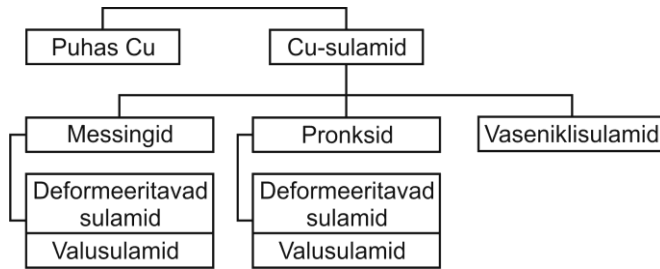 Puhas Cu
Cu-sulamid
Messingid
Pronksid
Vaseniklisulamid
Deformeeritavad
sulamid
Valusulamid
Deformeeritavad
sulamid
Valusulamid